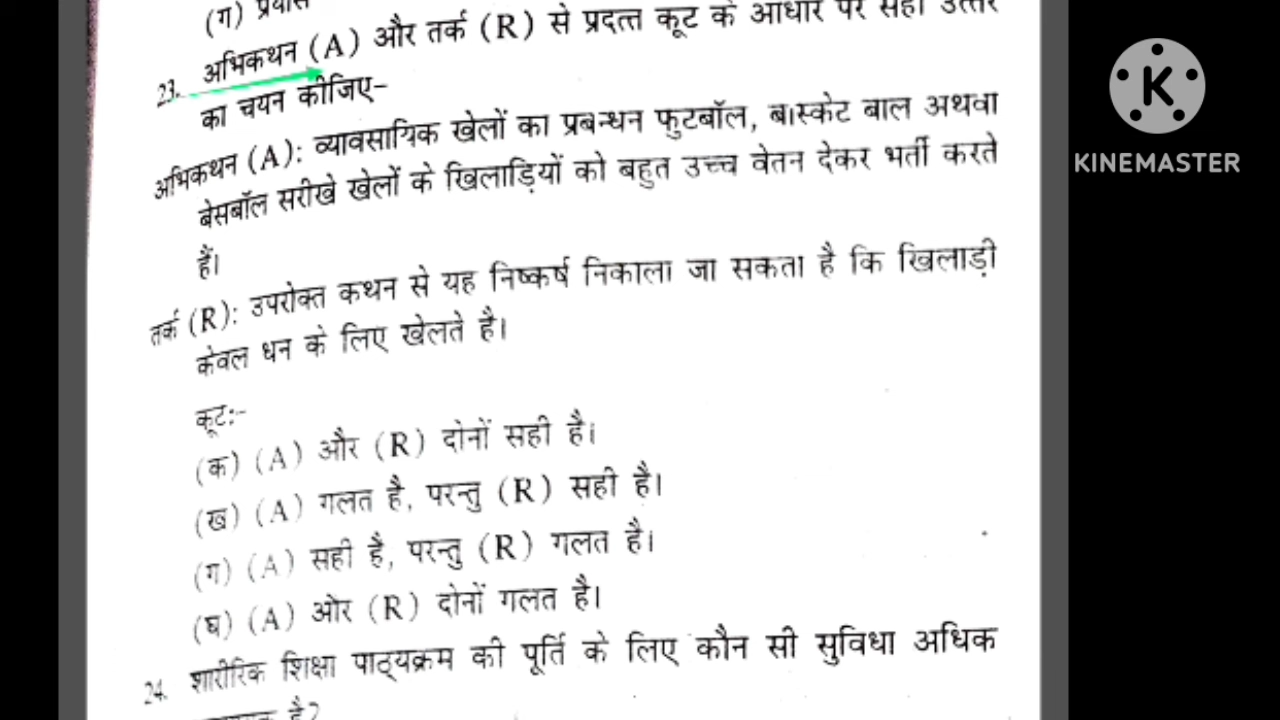 (ग) प्रयास
23. अभिकथन (A) और तर्क (R) से प्रदत्त कूट के आधार पर सही उत्तर
का चयन कीजिए-
अभिकथन (A): व्यावसायिक खेलों का प्रबन्धन फुटबॉल, बास्केट बाल अथवा
बेसबॉल सरीखे खेलों के खिलाड़ियों को बहुत उच्च वेतन देकर भर्ती करते
हैं।
तर्क (R): उपरोक्त कथन से यह निष्कर्ष निकाला जा सकता है कि खिलाड़ी
केवल धन के लिए खेलते है।
कूटः-
(क) (A) और (R) दोनों सही है।
(ख) (A) गलत है, परन्तु (R) सही है।
(ग) (A) सही है, परन्तु (R) गलत है।
(घ) (A) ओर (R) दोनों गलत है।
24. शारीरिक शिक्षा पाठ्यक्रम की पूर्ति के लिए कौन सी सुविधा अधिक
है?
K
KINEMASTER